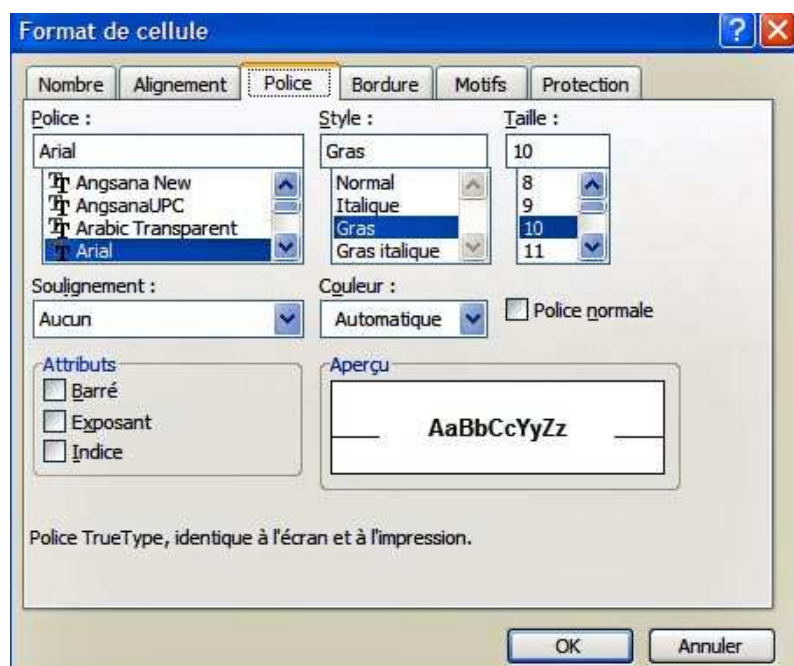 Format de cellule
Nombre Alignement Police Bordure Motifs Protection
Police : Style : Taille :
Arial Gras 10
Angsana New Normal 8
AngsanaUPC Italique 9
Arabic Transparent Gras 10
Arial Gras italique 11
Soulignement : Couleur :
Aucun Automatique Police normale
Attributs Aperçu
Barré
Exposant AaBbCcYyZz
Indice
Police TrueType, identique à l'écran et à l'impression.
OK Annuler